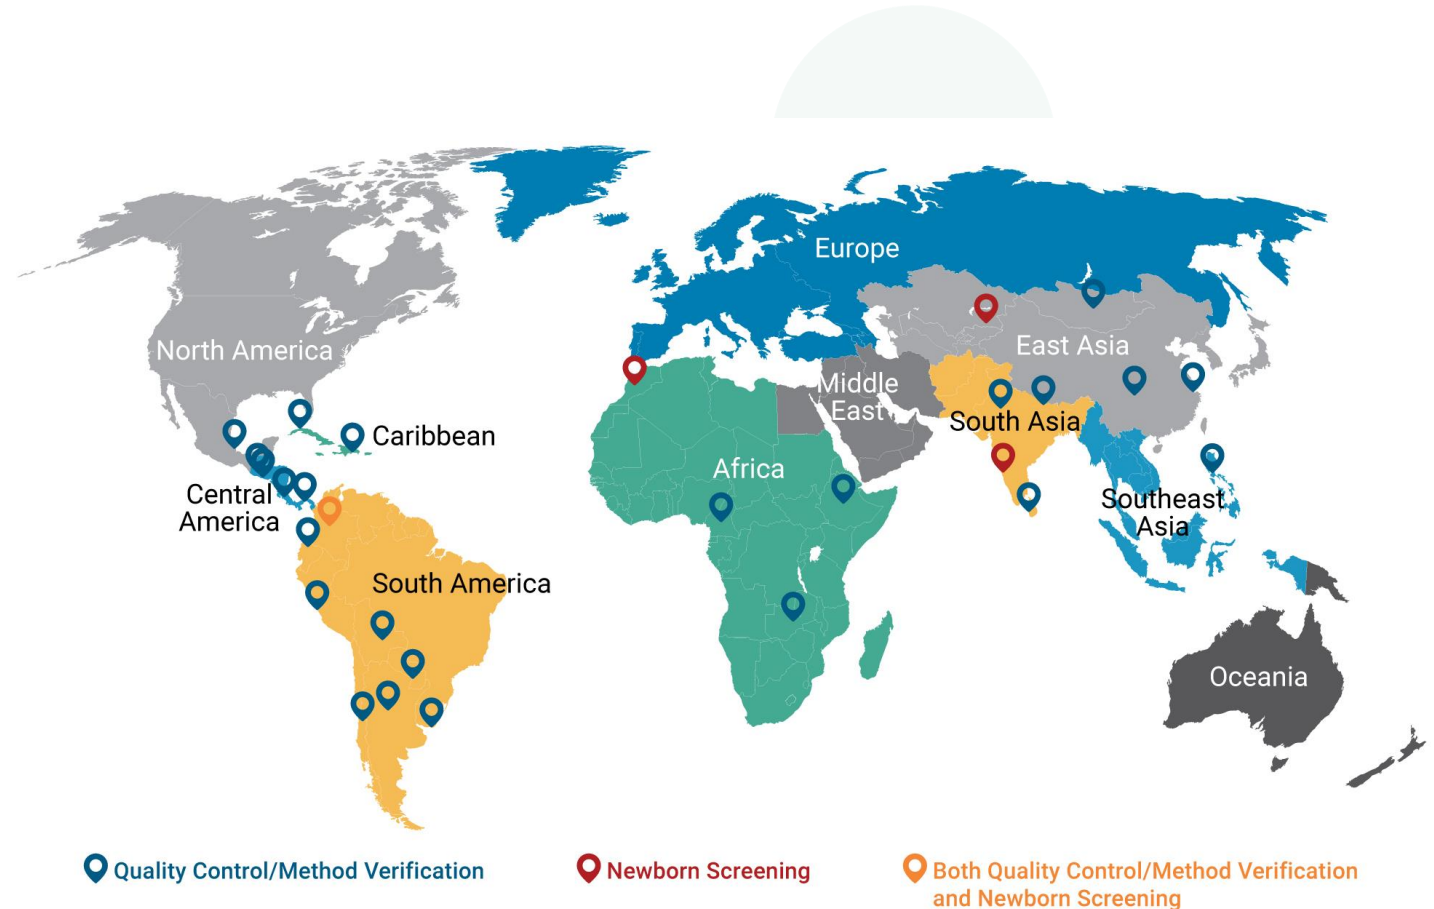 Europe
North America
East Asia
Middle
East
South Asia
Caribbean
Africa
Central
America
Southeast
Asia
South America
Oceania
Quality Control/Method Verification
Newborn Screening
Both Quality Control/Method Verification
and Newborn Screening